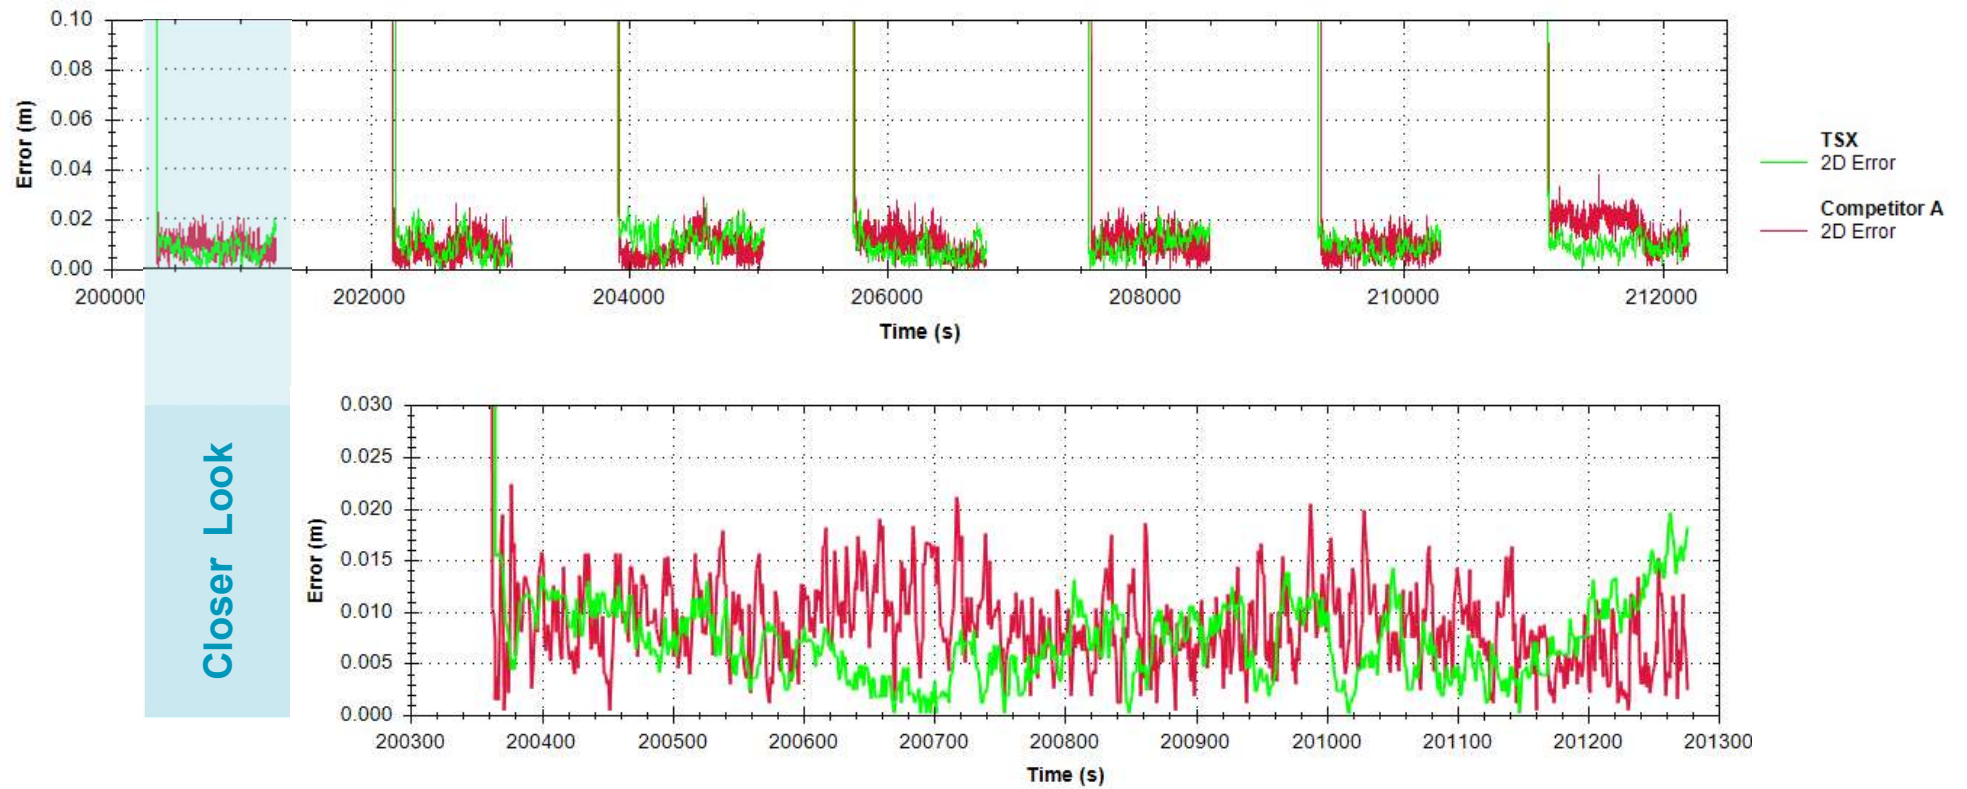 0.10
0.08
0.06
0.04
0.02
0.00
Error (m)
200000 202000 204000 206000 208000 210000 212000
Time (s)
TSX
2D Error
Competitor A
2D Error
Closer Look
0.030
0.025
0.020
0.015
0.010
0.005
0.000
Error (m)
200300 200400 200500 200600 200700 200800 200900 201000 201100 201200 201300
Time (s)